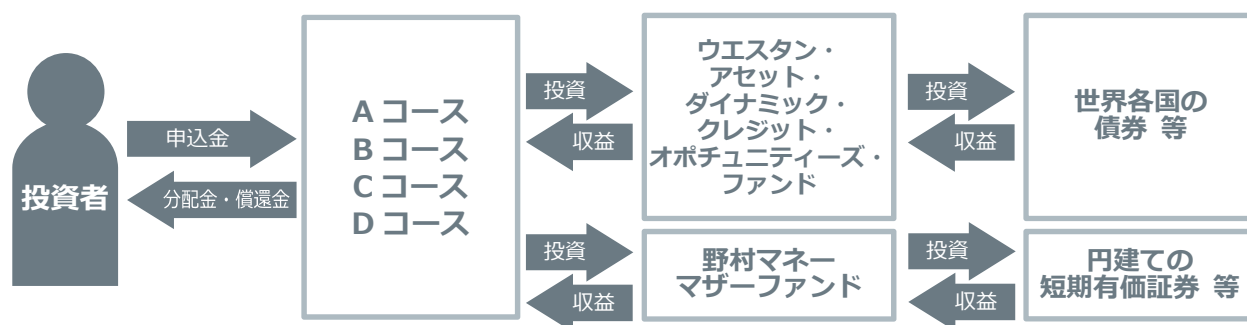 投資者
申込金
分配金・償還金
A コース
B コース
C コース
D コース
投資
収益
ウエスタン・
アセット・
ダイナミック・
クレジット・
オポチュニティーズ・
ファンド
投資
収益
世界各国の
債券 等
投資
収益
野村マネー
マザーファンド
投資
収益
円建ての
短期有価証券 等